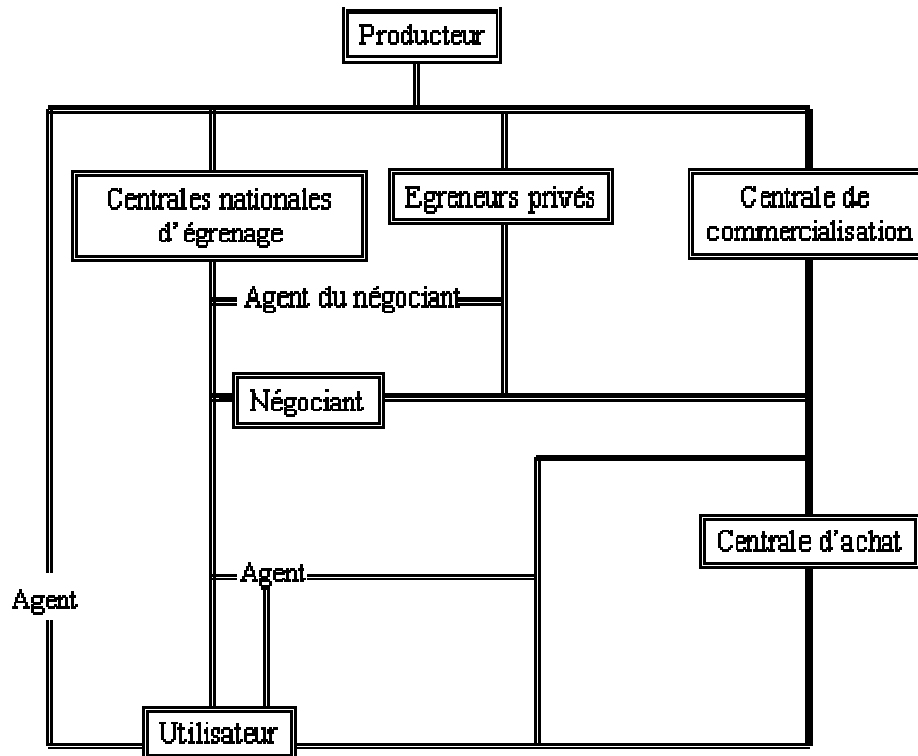 Producteur
Centrales nationales
d'égrenage
Egreneurs privés
Centrale de
commercialisation
Agent du négociant
Négociant
Centrale d'achat
Agent
Agent
Utilisateur